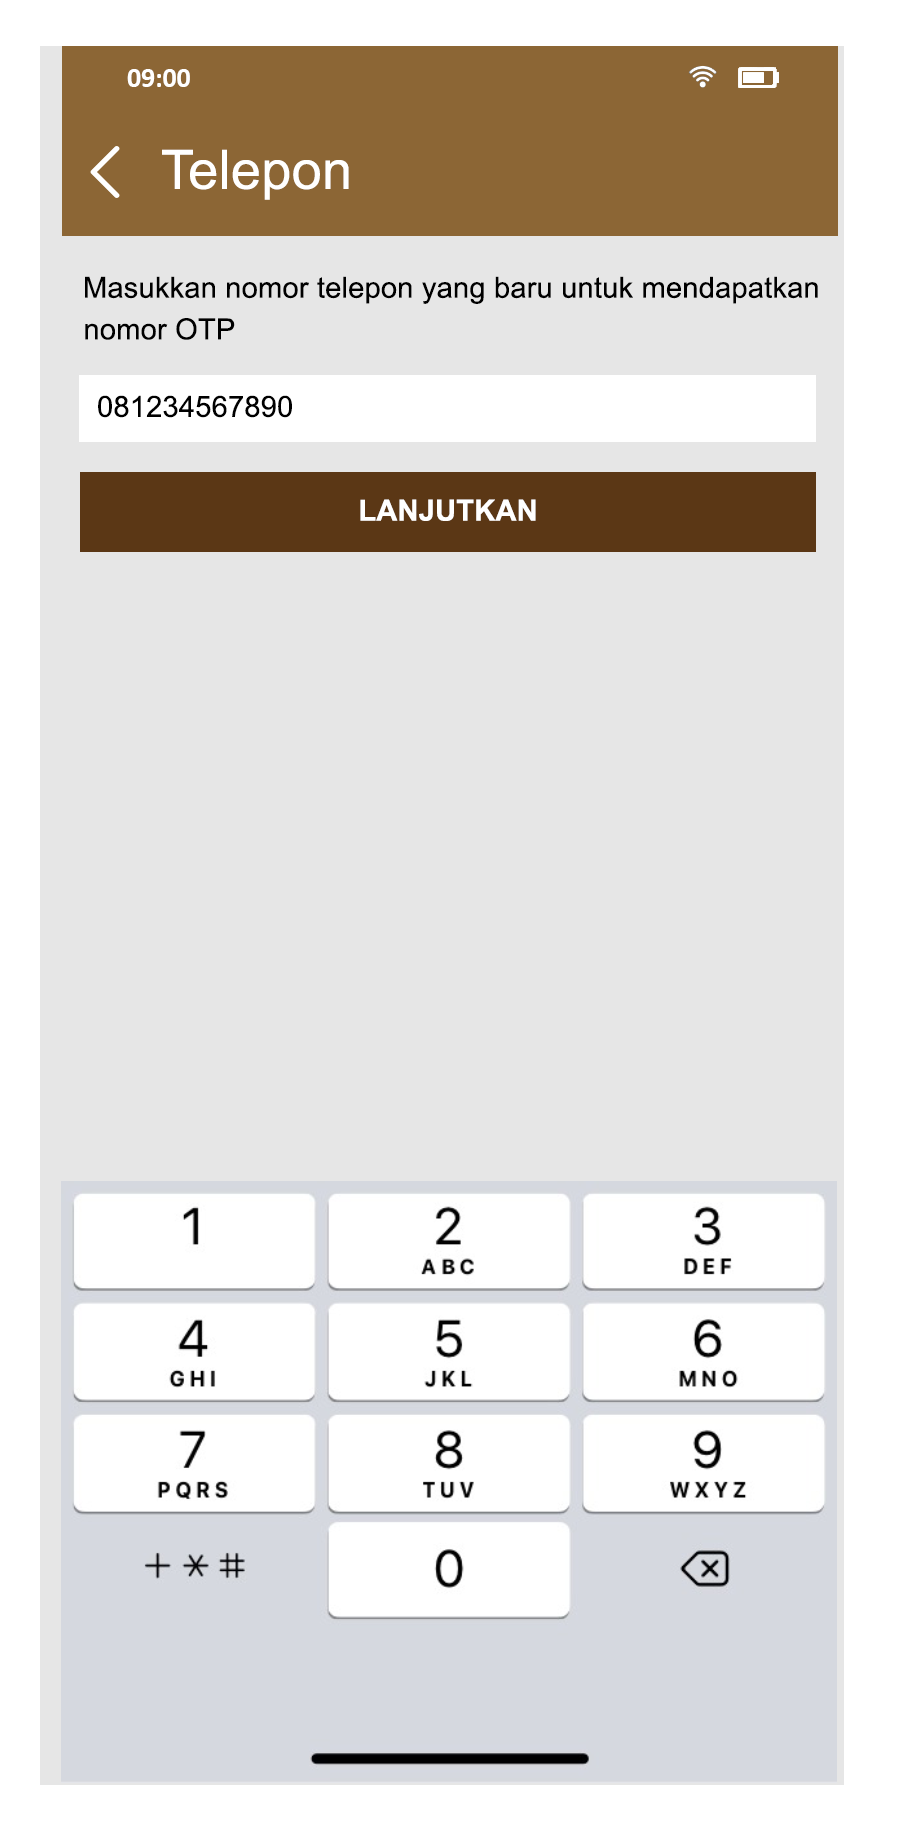 09:00
Telepon
Masukkan nomor telepon yang baru untuk mendapatkan
nomor OTP
081234567890
LANJUTKAN
1 2 3
ABC DEF
4 5 6
GHI JKL MNO
7 8 9
PQRS TUV WXYZ
+ * # 0